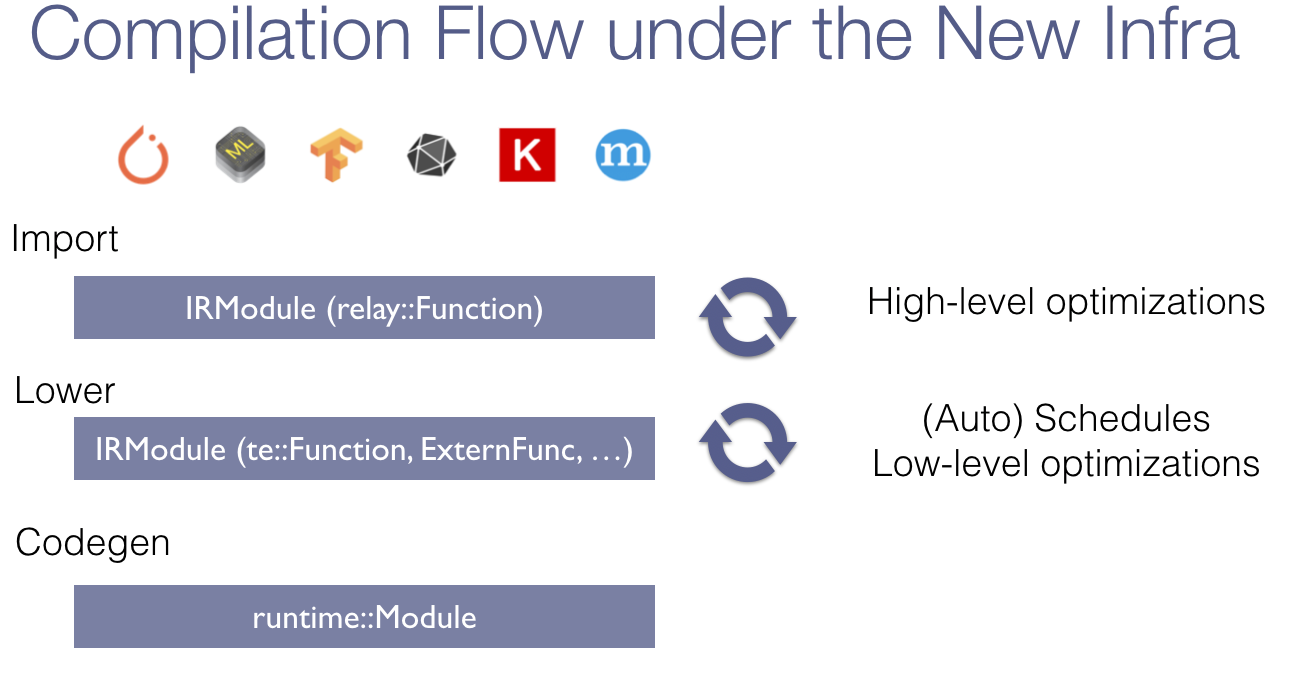 Compilation Flow under the New Infra
ML
K
m
Import
IRModule (relay::Function)
High-level optimizations
Lower
IRModule (te::Function, ExternFunc, …)
(Auto) Schedules
Low-level optimizations
Codegen
runtime::Module